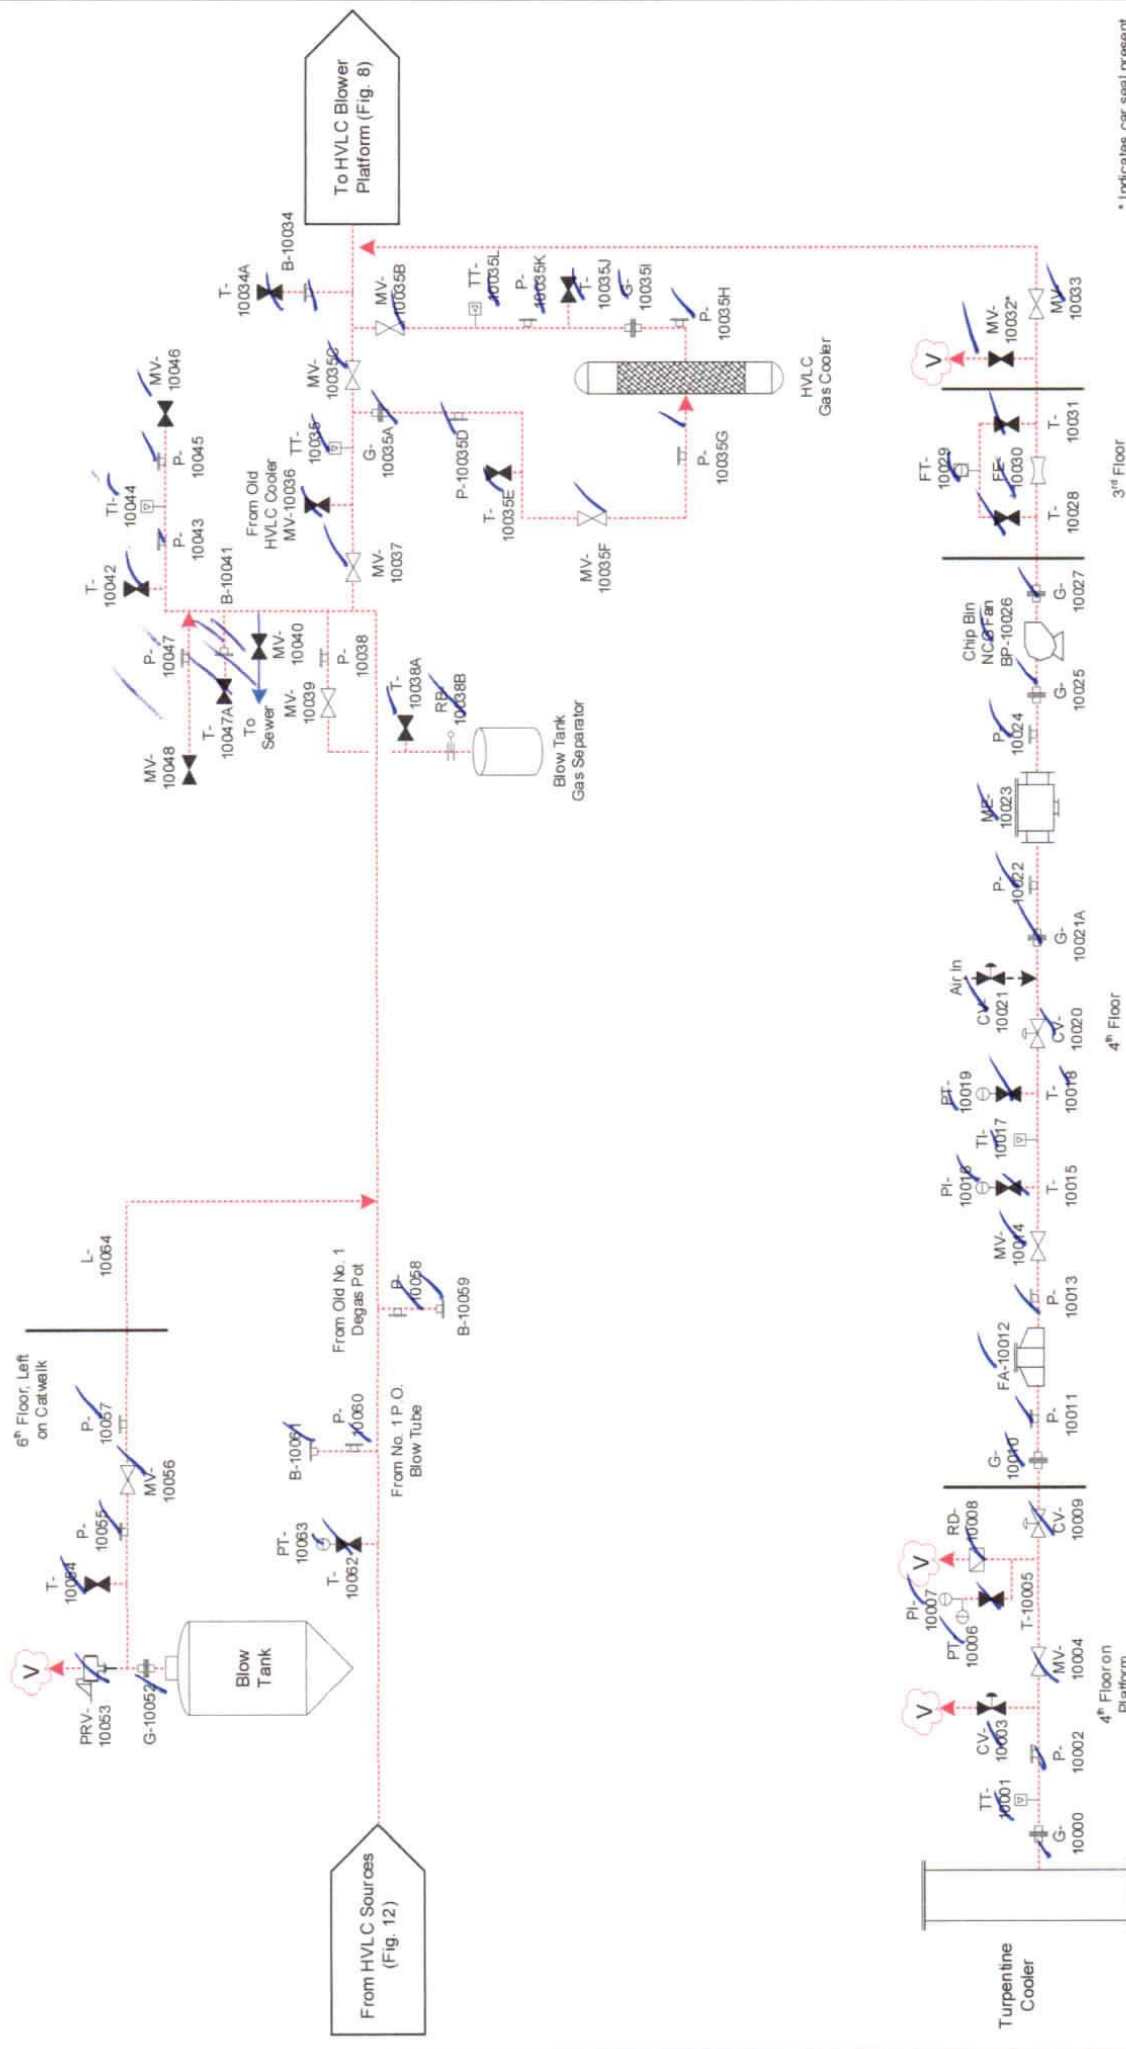 6th Floor, Left
on Catwalk
V
PRV-
10053
G-10052
Blow
Tank
T-
10054
P-
10055
MV-
10056
P-
10057
L-
10064
From HVLC Sources
(Fig. 12)
PT-
10063
T-
10062
B-10061
P-
10060
From No. 1 P.O.
Blow Tube
From Old No. 1
Degas Pot
P-
10058
B-10059
MV-
10048
P-
10047
T-
10047A
B-10041
To
Sewer
MV-
10040
MV-
10039
P-
10038
T-
10038A
RB-
10038B
Blow Tank
Gas Separator
T-
10042
P-
10043
TI-
10044
P-
10045
MV-
10046
MV-
10037
From Old
HVLC Cooler
MV-10036
TT-
10035
G-
10035A
MV-
10035C
MV-
10035B
T-
10034A
B-10034
To HVLC Blower
Platform (Fig. 8)
P-10035D
T-
10035E
MV-
10035F
P-
10035G
HVLC
Gas Cooler
P-
10035H
G-
10035I
T-
10035J
P-
10035K
TT-
10035L
Turpentine
Cooler
G-
10000
TT-
10001
P-
10002
V
CV-
10003
MV-
10004
4th Floor on
Platform
T-10005
PT-
10006
PI-
10007
V
RD-
10008
CV-
10009
G-
10010
P-
10011
FA-10012
P-
10013
MV-
10014
T-
10015
PI-
10016
TI-
10017
T-
10018
PT-
10019
CV-
10020
Air In
CV-
10021
4th Floor
G-
10021A
P-
10022
ME-
10023
P-
10024
G-
10025
Chip Bin
NCG Fan
BP-10026
G-
10027
T-
10028
FT-
10029
FE-
10030
T-
10031
3rd Floor
V
MV-
10032*
MV-
10033
* Indicates car seal present